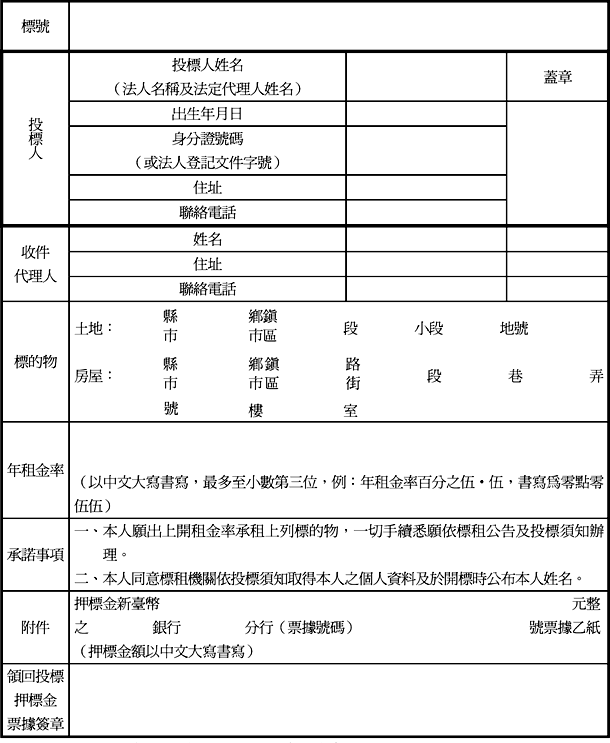 標號
投標人
投標人姓名
（法人名稱及法定代理人姓名）
蓋章
出生年月日
身分證號碼
（或法人登記文件字號）
住址
聯絡電話
收件
代理人
姓名
住址
聯絡電話
標的物
土地： 縣 鄉鎮 段 小段 地號
市 市區
房屋： 縣 鄉鎮 路 段 巷 弄
市 市區 街
號 樓 室
年租金率
（以中文大寫書寫，最多至小數第三位，例：年租金率百分之伍·伍，書寫為零點零
伍伍）
承諾事項
一、本人願出上開租金率承租上列標的物，一切手續悉願依標租公告及投標須知辦
理。
二、本人同意標租機關依投標須知取得本人之個人資料及於開標時公布本人姓名。
附件
押標金新臺幣 元整
之 銀行 分行（票據號碼） 號票據乙紙
（押標金額以中文大寫書寫）
領回投標
押標金
票據簽章